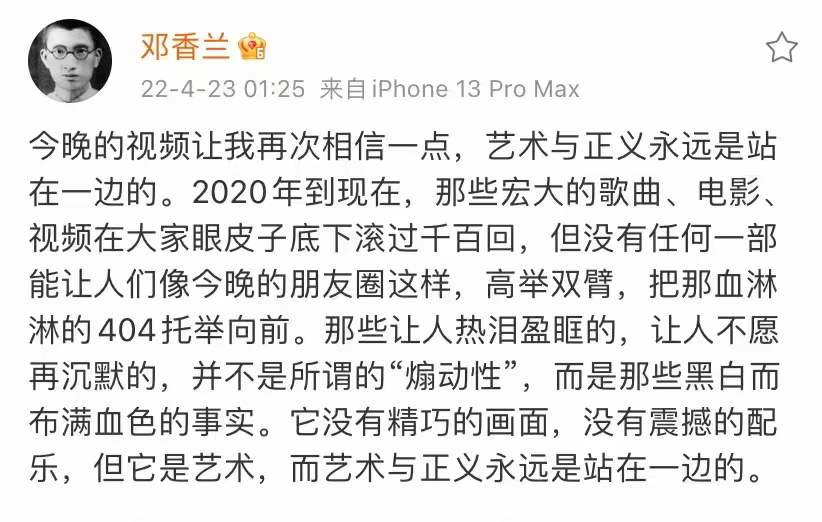 邓香兰
22-4-23 01:25 来自 iPhone 13 Pro Max
今晚的视频让我再次相信一点，艺术与正义永远是站
在一边的。2020年到现在，那些宏大的歌曲、电影、
视频在大家眼皮子底下滚过千百回，但没有任何一部
能让人们像今晚的朋友圈这样，高举双臂，把那血淋
淋的404托举向前。那些让人热泪盈眶的，让人不愿
再沉默的，并不是所谓的“煽动性”，而是那些黑白而
布满血色的事实。它没有精巧的画面，没有震撼的配
乐，但它是艺术，而艺术与正义永远是站在一边的。